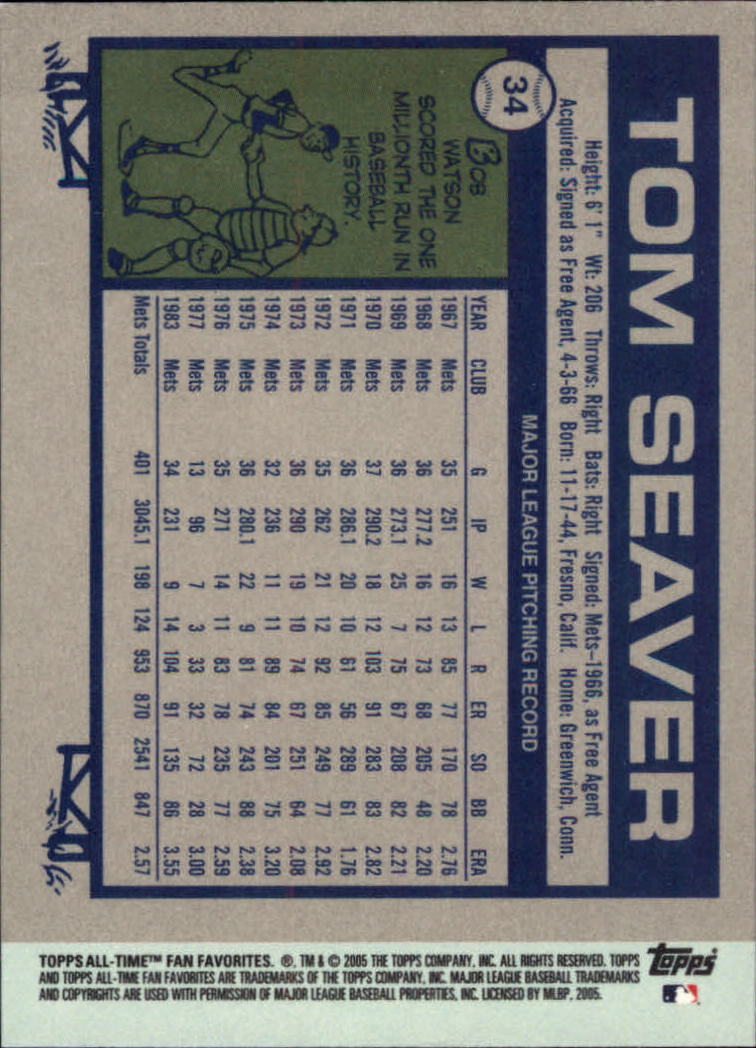 TOM SEAVER
Height: 6' 1" Wt: 206 Throws: Right Bats: Right Signed: Mets–1966, as Free Agent
Acquired: Signed as Free Agent, 4-3-66 Born: 11-17-44, Fresno, Calif. Home: Greenwich, Conn.
34
MAJOR LEAGUE PITCHING RECORD
BOB
WATSON
SCORED THE ONE
MILLIONTH RUN IN
BASEBALL
HISTORY.
YEAR CLUB G IP W L R ER SO BB ERA
1967 Mets 35 251 16 13 85 77 170 78 2.76
1968 Mets 36 277.2 16 12 73 68 205 48 2.20
1969 Mets 36 273.1 25 7 75 67 208 82 2.21
1970 Mets 37 290.2 18 12 103 91 283 83 2.82
1971 Mets 36 286.1 20 10 61 56 289 61 1.76
1972 Mets 35 262 21 12 92 85 249 77 2.92
1973 Mets 36 290 19 10 74 67 251 64 2.08
1974 Mets 32 236 11 11 89 84 201 75 3.20
1975 Mets 36 280.1 22 9 81 74 243 88 2.38
1976 Mets 35 271 14 11 83 78 235 77 2.59
1977 Mets 13 96 7 3 33 32 72 28 3.00
1983 Mets 34 231 9 14 104 91 135 86 3.55
Mets Totals 401 3045.1 198 124 953 870 2541 847 2.57
TOPPS ALL-TIME™ FAN FAVORITES. ®, TM & © 2005 THE TOPPS COMPANY, INC. ALL RIGHTS RESERVED. TOPPS
AND TOPPS ALL-TIME FAN FAVORITES ARE TRADEMARKS OF THE TOPPS COMPANY, INC. MAJOR LEAGUE BASEBALL TRADEMARKS
AND COPYRIGHTS ARE USED WITH PERMISSION OF MAJOR LEAGUE BASEBALL PROPERTIES, INC. LICENSED BY MLBP, 2005.
topps